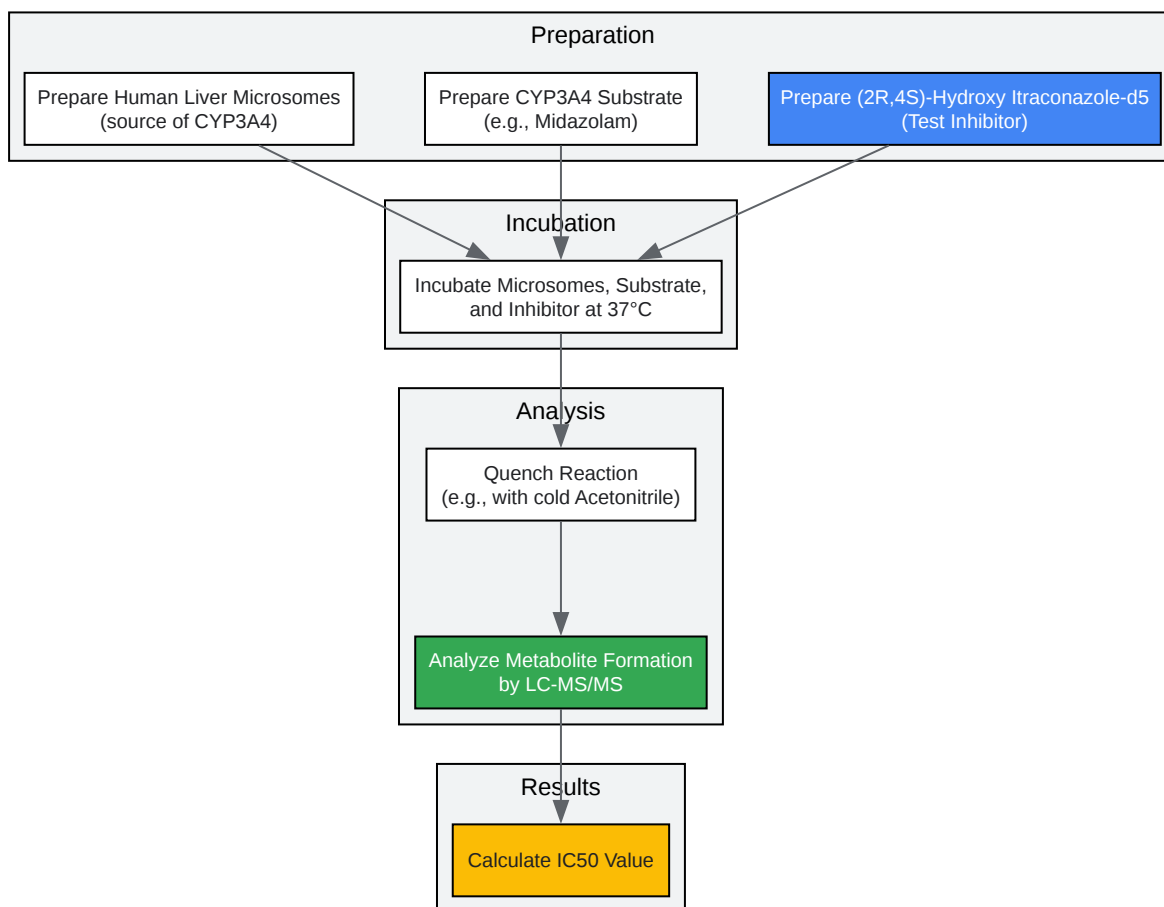 Preparation
Prepare Human Liver Microsomes
(source of CYP3A4)
Prepare CYP3A4 Substrate
(e.g., Midazolam)
Prepare (2R,4S)-Hydroxy Itraconazole-d5
(Test Inhibitor)
Incubation
Incubate Microsomes, Substrate,
and Inhibitor at 37°C
Analysis
Quench Reaction
(e.g., with cold Acetonitrile)
Analyze Metabolite Formation
by LC-MS/MS
Results
Calculate IC50 Value